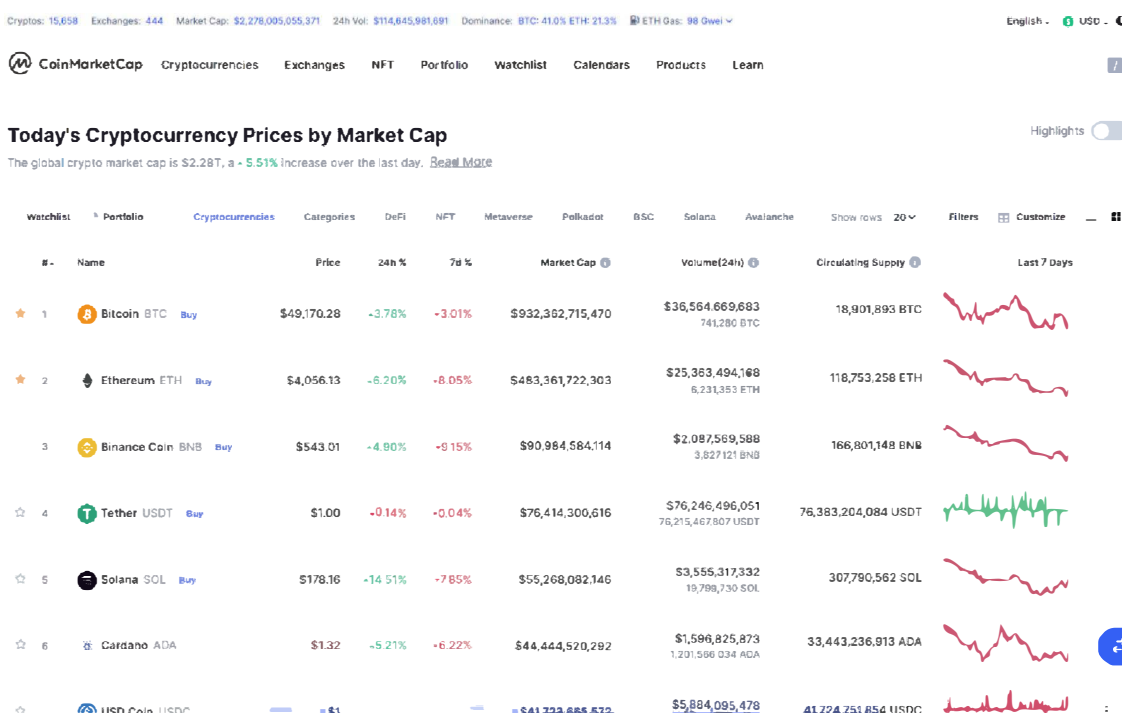 Cryptos: 15,658 Exchanges: 444 Market Cap: $2,278,005,055,371 24h Vol: $114,645,981,691 Dominance: BTC: 41.0% ETH: 21.3% ETH Gas: 98 Gwei English USD
CoinMarketCap Cryptocurrencies Exchanges NFT Portfolio Watchlist Calendars Products Learn /
Today's Cryptocurrency Prices by Market Cap Highlights
The global crypto market cap is $2.28T, a 5.51% increase over the last day. Read More
Watchlist Portfolio Cryptocurrencies Categories DeFi NFT Metaverse Polkadot BSC Solana Avalanche Show rows 20 Filters Customize
# Name Price 24h % 7d % Market Cap Volume(24h) Circulating Supply Last 7 Days
1 Bitcoin BTC Buy $49,170.28 3.78% 3.01% $932,362,715,470 $36,564,669,683 18,901,893 BTC
741,280 BTC
2 Ethereum ETH Buy $4,056.13 6.20% 8.05% $483,361,722,303 $25,363,494,168 118,753,258 ETH
6,231,353 ETH
3 Binance Coin BNB Buy $543.01 4.90% 9.15% $90,984,584,114 $2,087,569,588 166,801,148 BNB
3,827,121 BNB
4 Tether USDT Buy $1.00 0.14% 0.04% $76,414,300,616 $76,246,496,051 76,383,204,084 USDT
76,215,467,807 USDT
5 Solana SOL Buy $178.16 14.51% 7.85% $55,268,082,146 $3,555,317,332 307,790,562 SOL
19,798,730 SOL
6 Cardano ADA $1.32 5.21% 6.22% $44,444,520,292 $1,596,825,873 33,443,236,913 ADA
1,201,566,034 ADA
USD Coin USDC $1 $5,884,095,478